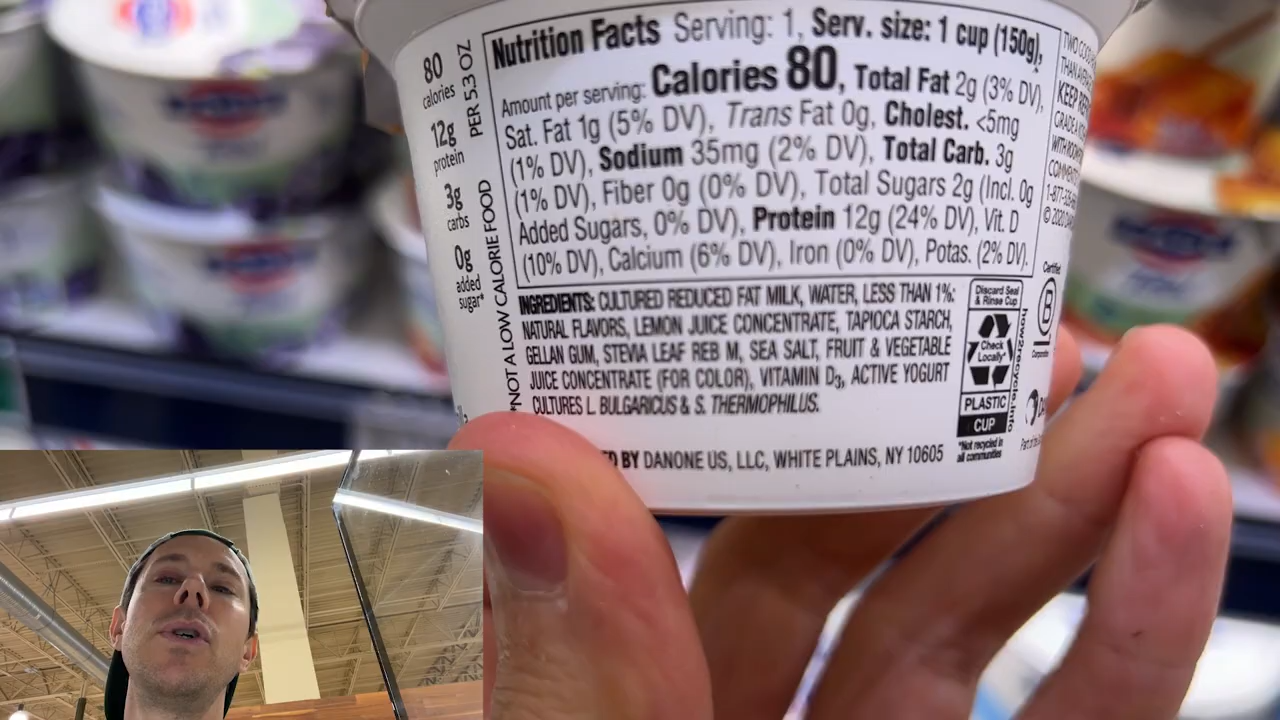 80
calories
12g
protein
3g
carbs
0g
added
sugar*
PER 5.3 OZ
*NOT A LOW CALORIE FOOD
Nutrition Facts Serving: 1, Serv. size: 1 cup (150g),
Amount per serving: Calories 80, Total Fat 2g (3% DV),
Sat. Fat 1g (5% DV), Trans Fat 0g, Cholest. <5mg
(1% DV), Sodium 35mg (2% DV), Total Carb. 3g
(1% DV), Fiber 0g (0% DV), Total Sugars 2g (Incl. 0g
Added Sugars, 0% DV), Protein 12g (24% DV), Vit. D
(10% DV), Calcium (6% DV), Iron (0% DV), Potas. (2% DV).
INGREDIENTS: CULTURED REDUCED FAT MILK, WATER, LESS THAN 1%:
NATURAL FLAVORS, LEMON JUICE CONCENTRATE, TAPIOCA STARCH,
GELLAN GUM, STEVIA LEAF REB M, SEA SALT, FRUIT & VEGETABLE
JUICE CONCENTRATE (FOR COLOR), VITAMIN D3, ACTIVE YOGURT
CULTURES L. BULGARICUS & S. THERMOPHILUS.
BY DANONE US, LLC, WHITE PLAINS, NY 10605
Discard Seal
& Rinse Cup
Check
Locally*
PLASTIC
CUP
*Not recycled in
all communities
how2recycle.info
Certified
B
Corporation
TWO GOOD
KEEP
1-877-
© 2020